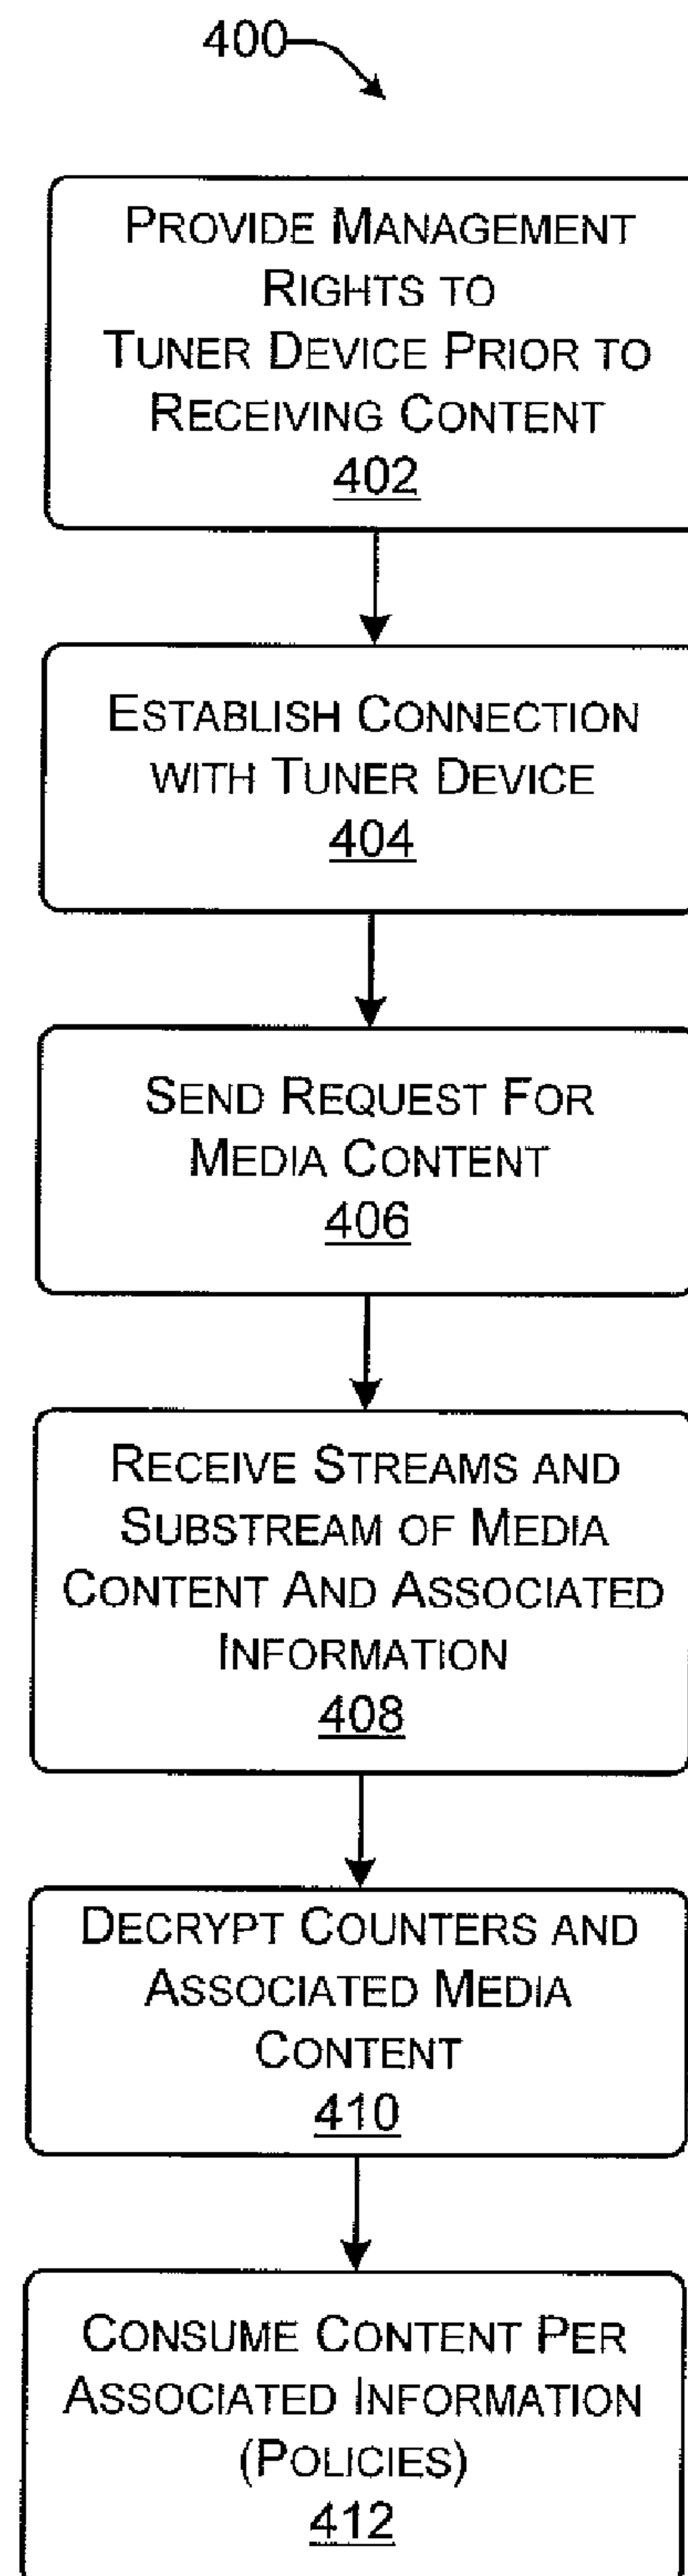 400
PROVIDE MANAGEMENT
RIGHTS TO
TUNER DEVICE PRIOR TO
RECEIVING CONTENT
402
ESTABLISH CONNECTION
WITH TUNER DEVICE
404
SEND REQUEST FOR
MEDIA CONTENT
406
RECEIVE STREAMS AND
SUBSTREAM OF MEDIA
CONTENT AND ASSOCIATED
INFORMATION
408
DECRYPT COUNTERS AND
ASSOCIATED MEDIA
CONTENT
410
CONSUME CONTENT PER
ASSOCIATED INFORMATION
(POLICIES)
412